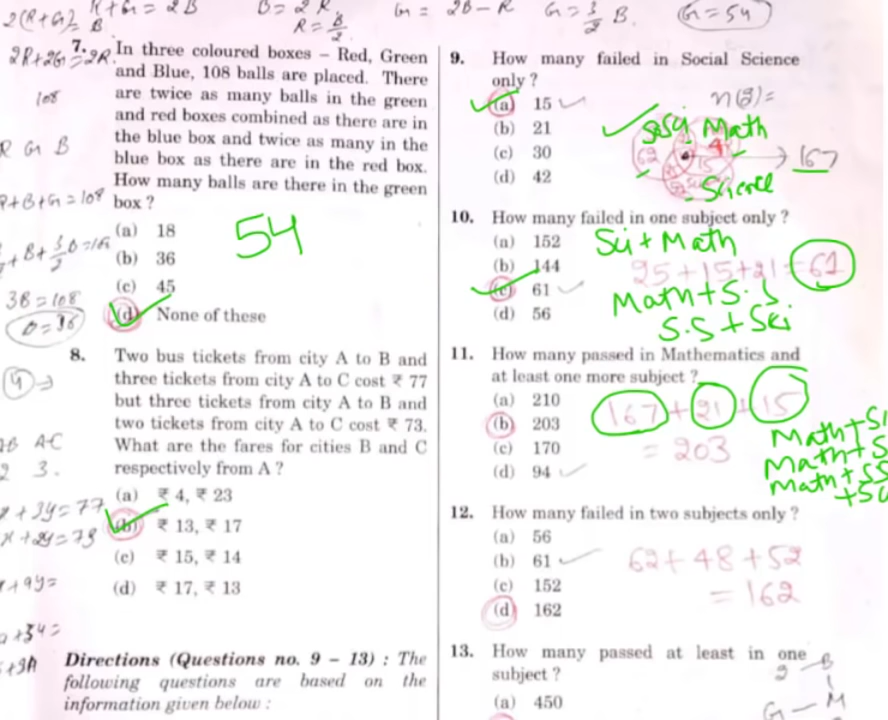 2(R+G)= B
R+G = 2B
B = 2R
R = B/2
G = 2B - R
G = 3/2 B.
G = 54
2R+2G = 2B
108
R G B
R+B+G = 108
3B = 108
B = 36
7. In three coloured boxes – Red, Green
and Blue, 108 balls are placed. There
are twice as many balls in the green
and red boxes combined as there are in
the blue box and twice as many in the
blue box as there are in the red box.
How many balls are there in the green
box ?
(a) 18
(b) 36
(c) 45
(d) None of these
54
8. Two bus tickets from city A to B and
three tickets from city A to C cost ₹ 77
but three tickets from city A to B and
two tickets from city A to C cost ₹ 73.
What are the fares for cities B and C
respectively from A ?
(a) ₹ 4, ₹ 23
(b) ₹ 13, ₹ 17
(c) ₹ 15, ₹ 14
(d) ₹ 17, ₹ 13
AB A-C
2 3.
Directions (Questions no. 9 – 13) : The
following questions are based on the
information given below :
9. How many failed in Social Science
only ?
(a) 15
(b) 21
(c) 30
(d) 42
S.Sci Math
167
Science
10. How many failed in one subject only ?
(a) 152
(b) 144
(c) 61
(d) 56
Sci + Math
25+15+21 = 61
Math + S.S
S.S + Sci
11. How many passed in Mathematics and
at least one more subject ?
(a) 210
(b) 203
(c) 170
(d) 94
167 + 21 + 15
= 203
12. How many failed in two subjects only ?
(a) 56
(b) 61
(c) 152
(d) 162
62 + 48 + 52
= 162
13. How many passed at least in one
subject ?
(a) 450